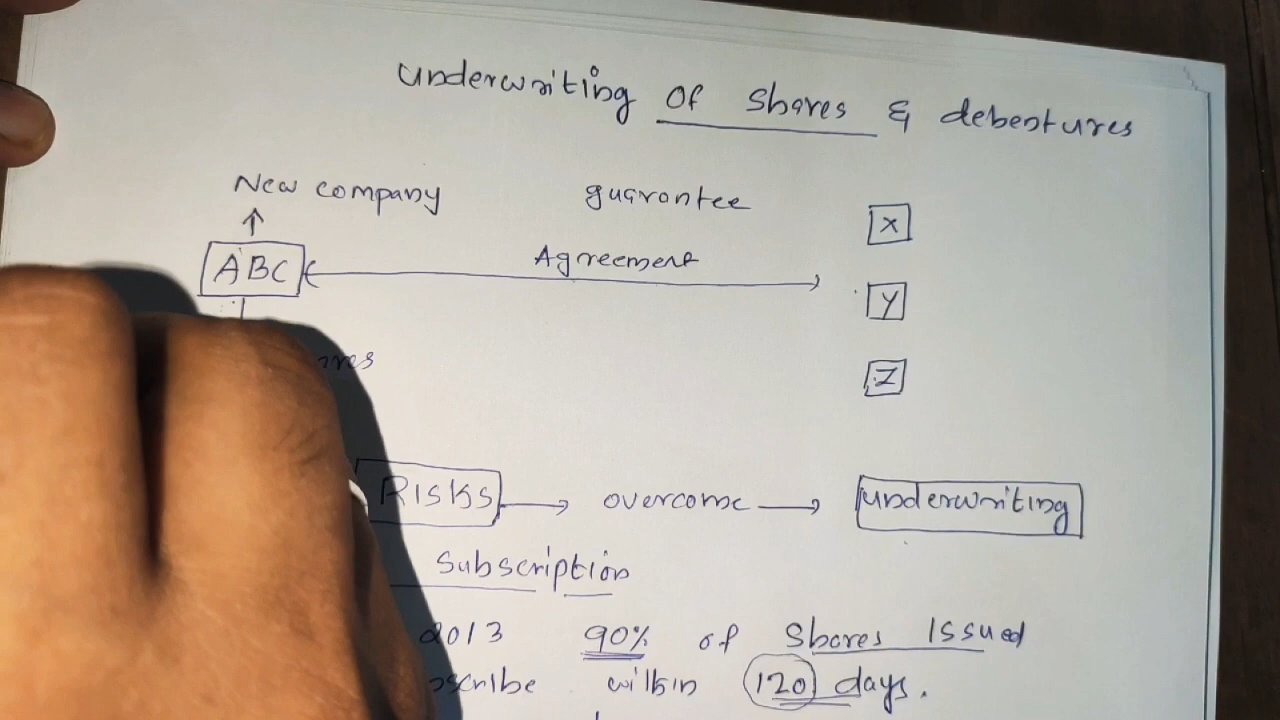 Underwriting of shares & debentures
New company guarantee X
ABC Agreement
Y
Z
Risks overcome underwriting
Subscription
2013 90% of shares Issued
within 120 days.